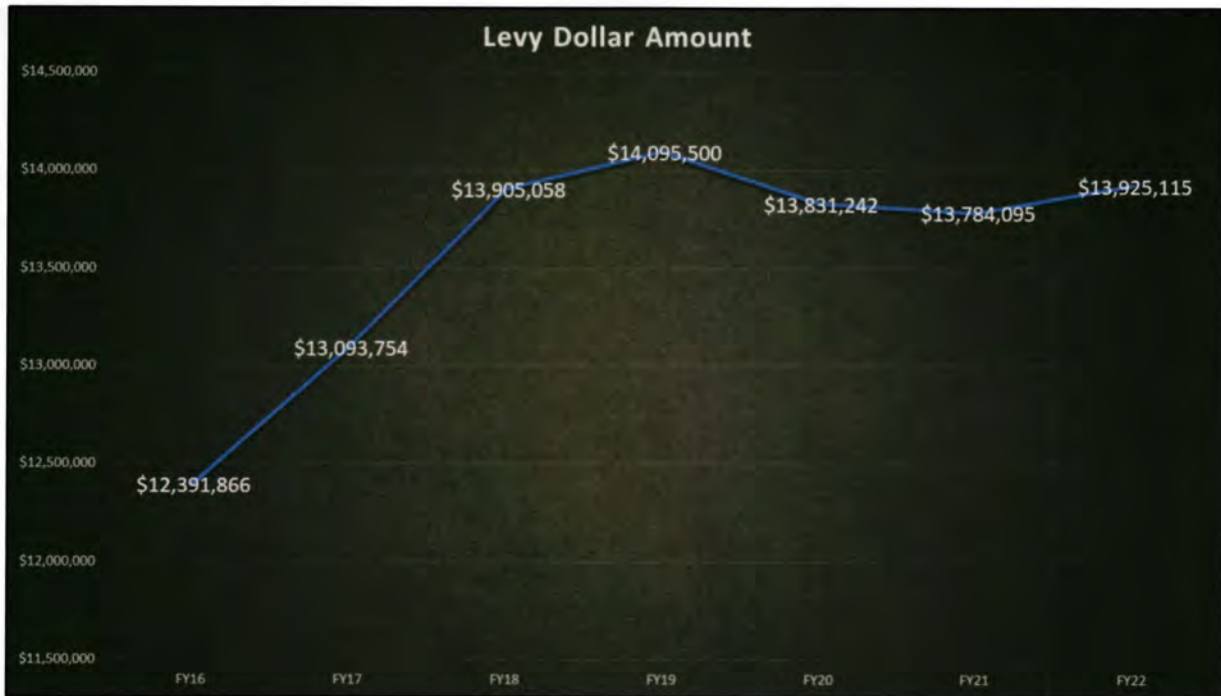 Levy Dollar Amount
$14,500,000
$14,000,000
$13,500,000
$13,000,000
$12,500,000
$12,000,000
$11,500,000
$12,391,866
$13,093,754
$13,905,058
$14,095,500
$13,831,242
$13,784,095
$13,925,115
FY16
FY17
FY18
FY19
FY20
FY21
FY22